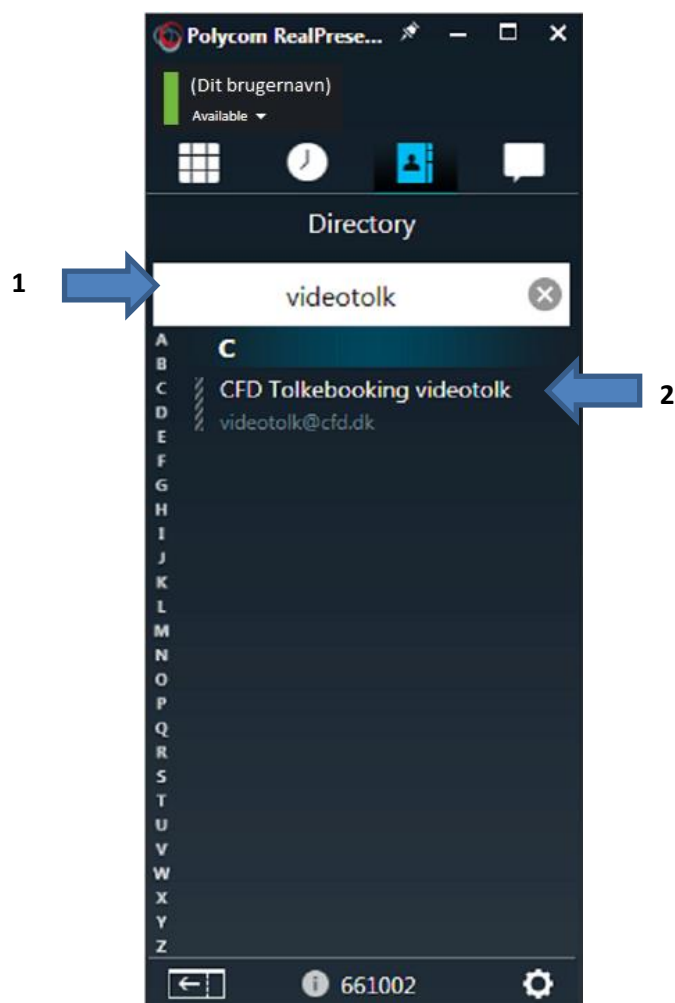 Polycom RealPrese...
(Dit brugernavn)
Available
Directory
1
videotolk
A
B
C
D
E
F
G
H
I
J
K
L
M
N
O
P
Q
R
S
T
U
V
W
X
Y
Z
C
CFD Tolkebooking videotolk
2
videotolk@cfd.dk
661002